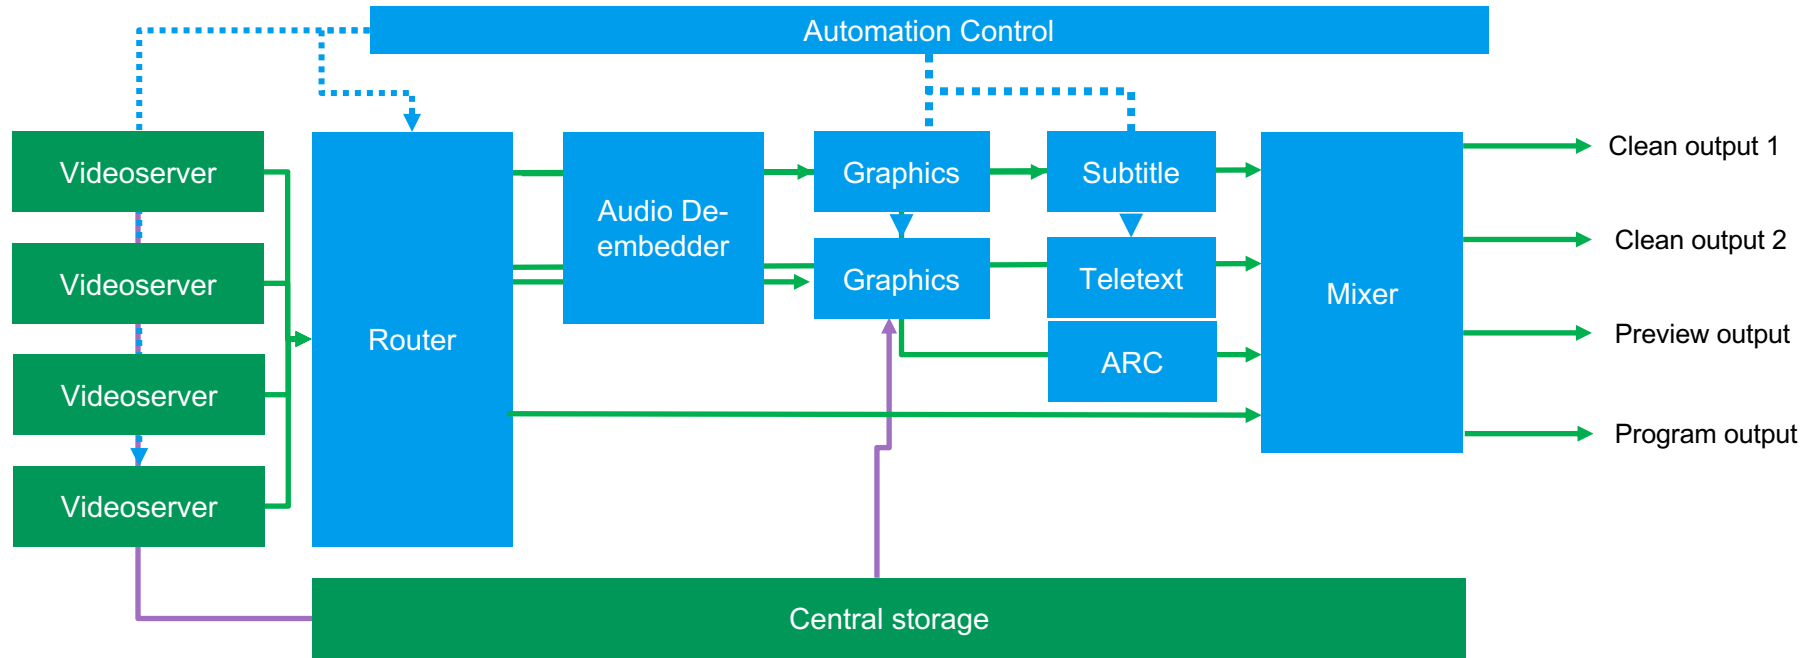 Automation Control
Videoserver
Videoserver
Videoserver
Videoserver
Router
Audio De-
embedder
Graphics
Graphics
Subtitle
Teletext
ARC
Mixer
Clean output 1
Clean output 2
Preview output
Program output
Central storage